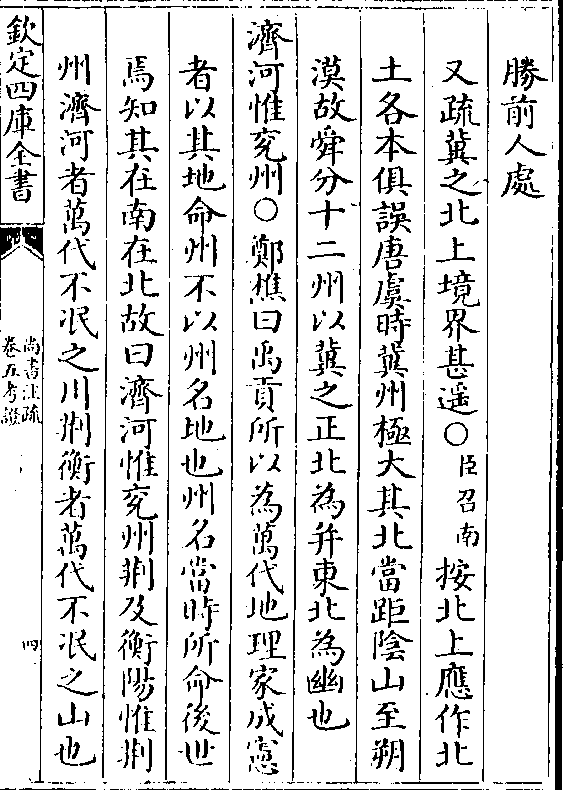 勝前人處
又疏冀之北上境界甚遥○臣召南按北上應作北
土各本俱誤唐虞時冀州極大其北當距陰山至朔
漠故舜分十二州以冀之正北為并東北為幽也
濟河惟兖州○鄭樵曰禹貢所以為萬代地理家成憲
者以其地命州不以州名地也州名當時所命後世
焉知其在南在北故曰濟河惟兖州荆及衡陽惟荆
州濟河者萬代不泯之川荆衡者萬代不泯之山也
欽定四庫全書
尚書注疏
卷五考證
四